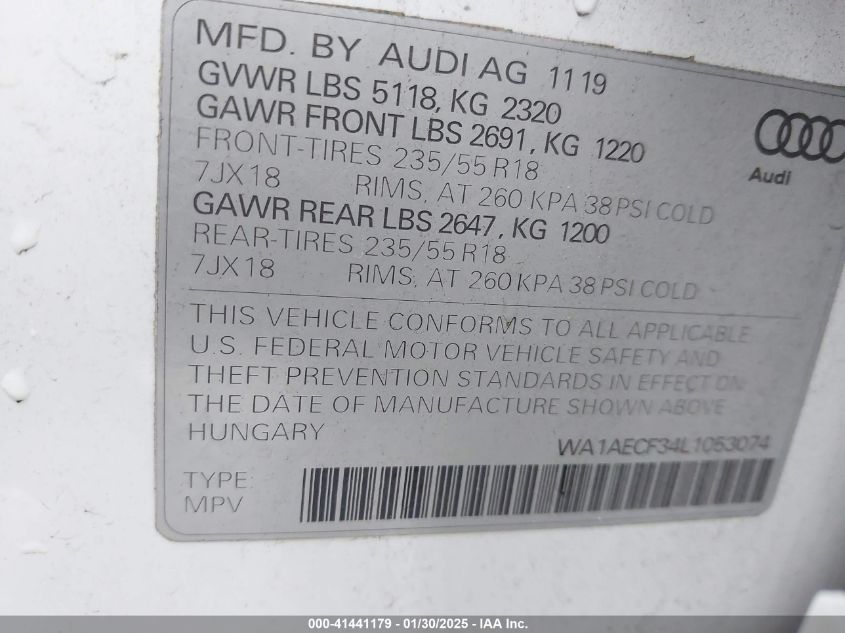 MFD. BY AUDI AG 11 19
GVWR LBS 5118, KG 2320
GAWR FRONT LBS 2691, KG 1220
FRONT-TIRES 235/55 R18
7JX18 RIMS, AT 260 KPA 38 PSI COLD
GAWR REAR LBS 2647, KG 1200
REAR-TIRES 235/55 R18
7JX18 RIMS, AT 260 KPA 38 PSI COLD
Audi
THIS VEHICLE CONFORMS TO ALL APPLICABLE
U.S. FEDERAL MOTOR VEHICLE SAFETY AND
THEFT PREVENTION STANDARDS IN EFFECT ON
THE DATE OF MANUFACTURE SHOWN ABOVE
HUNGARY
WA1AECF34L1053074
TYPE:
MPV
000-41441179 - 01/30/2025 - IAA Inc.